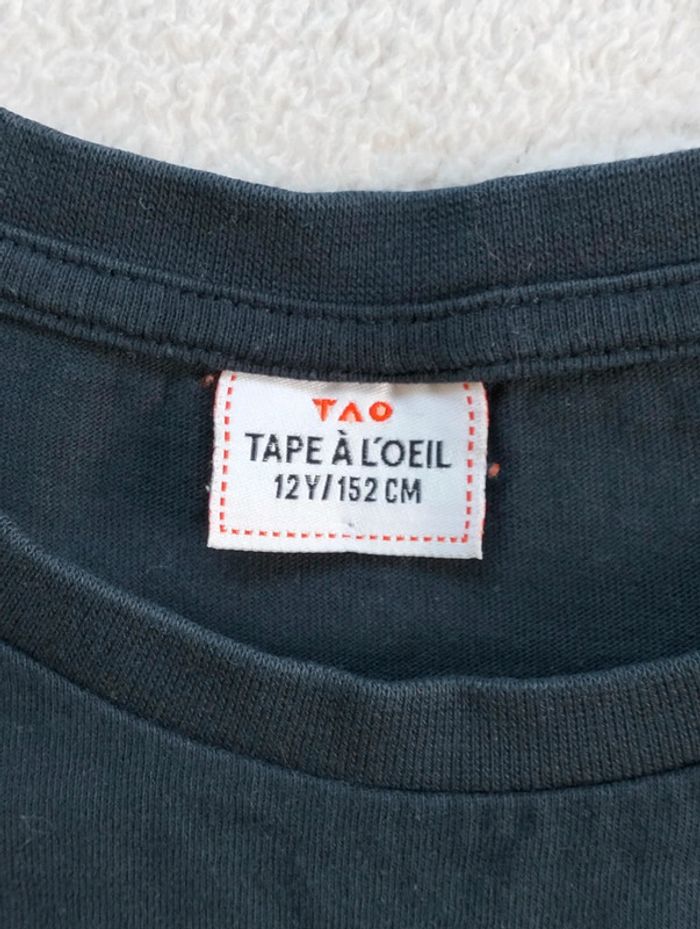 TAO
TAPE À L'OEIL
12Y/152 CM